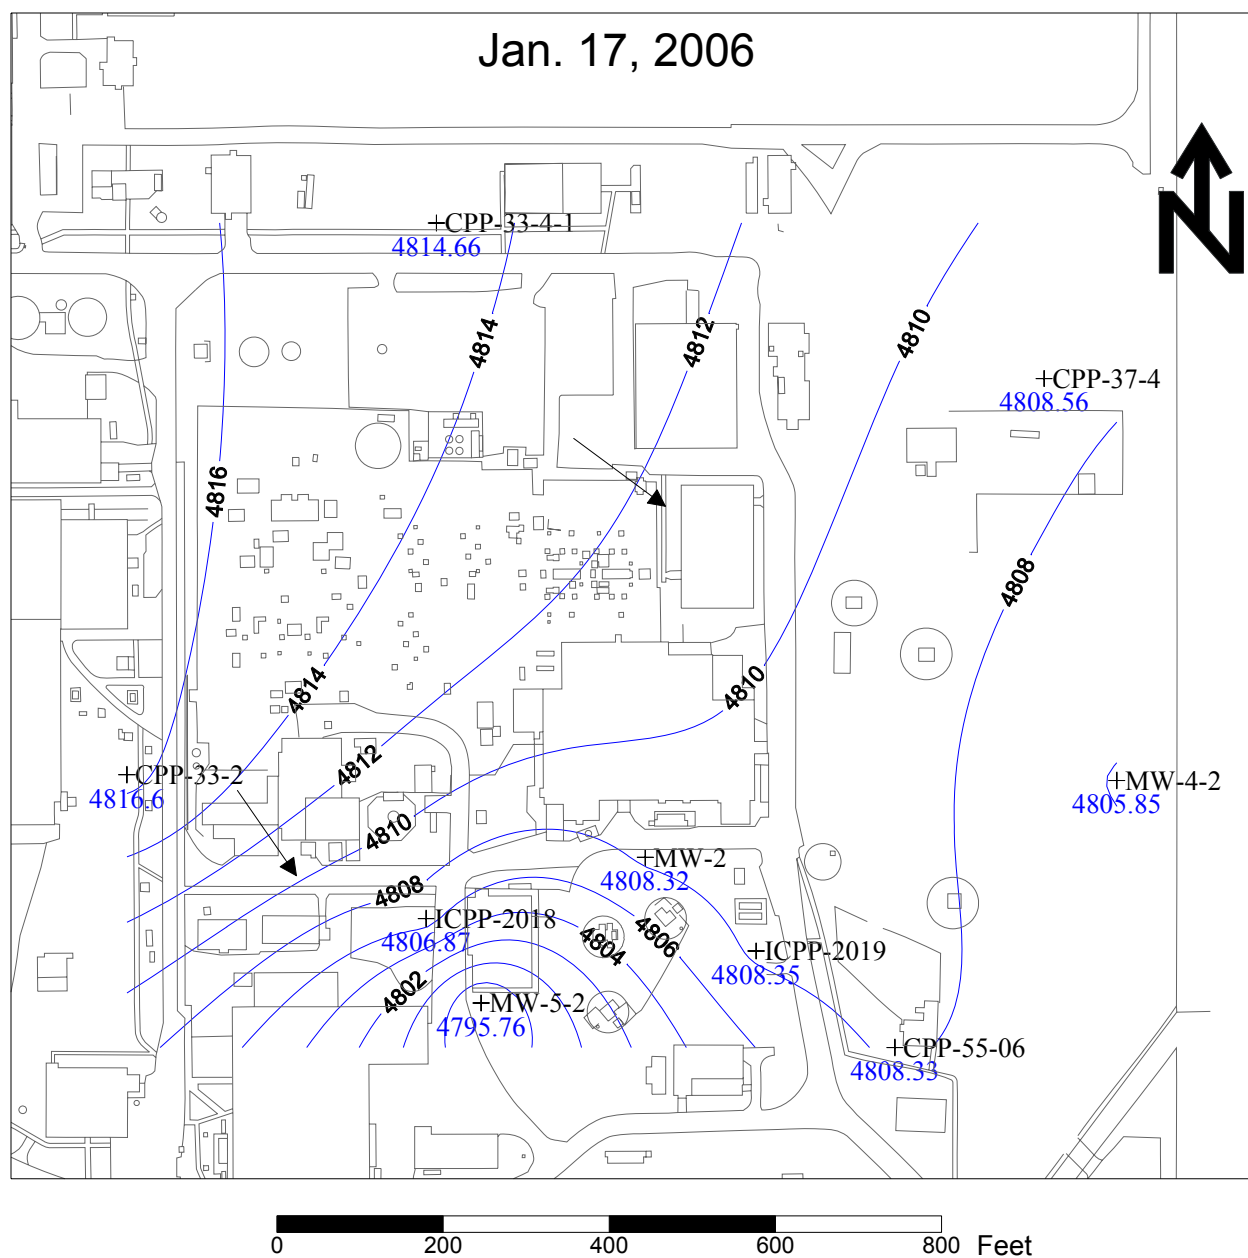 Jan. 17, 2006
N
CPP-33-4-1
4814.66
4814
4812
4810
CPP-37-4
4808.56
4816
4808
4814
4810
4812
CPP-33-2
4816.6
MW-4-2
4805.85
4810
MW-2
4808.32
4808
ICPP-2018
4806.87
4806
4804
ICPP-2019
4808.35
4802
MW-5-2
4795.76
CPP-55-06
4808.33
0 200 400 600 800 Feet